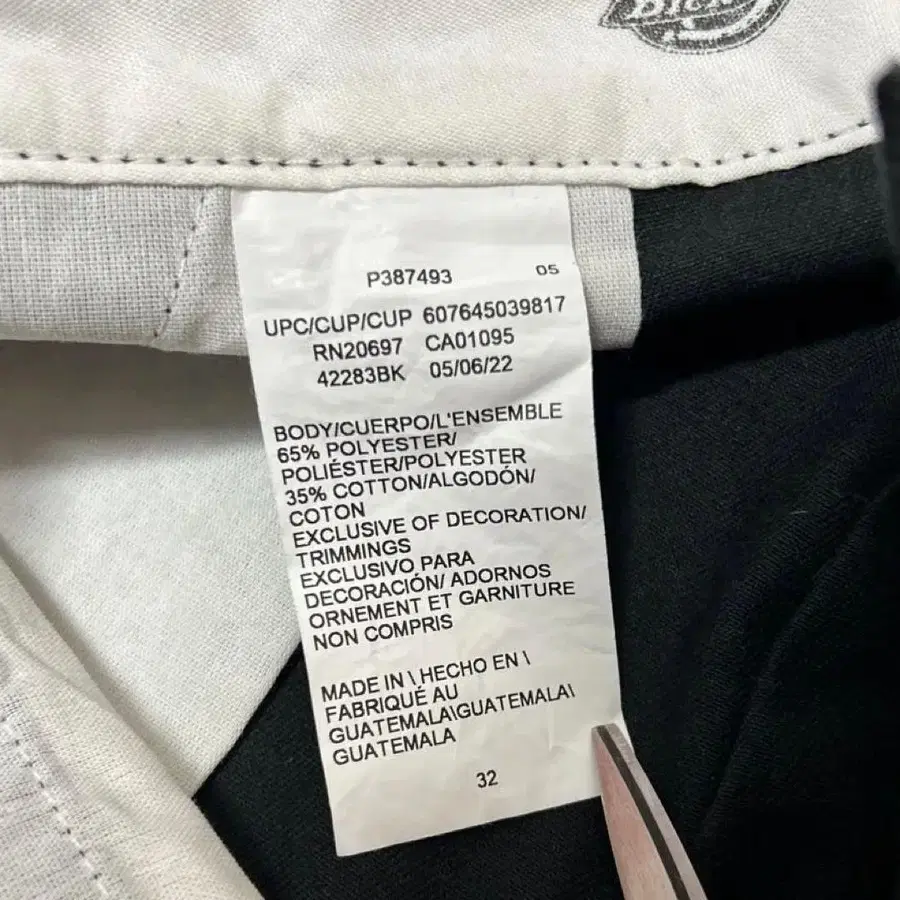 P387493 05
UPC/CUP/CUP 607645039817
RN20697 CA01095
42283BK 05/06/22
BODY/CUERPO/L'ENSEMBLE
65% POLYESTER/
POLIÉSTER/POLYESTER
35% COTTON/ALGODÓN/
COTON
EXCLUSIVE OF DECORATION/
TRIMMINGS
EXCLUSIVO PARA
DECORACIÓN/ ADORNOS
ORNEMENT ET GARNITURE
NON COMPRIS
MADE IN \ HECHO EN \
FABRIQUÉ AU
GUATEMALA\GUATEMALA\
GUATEMALA
32